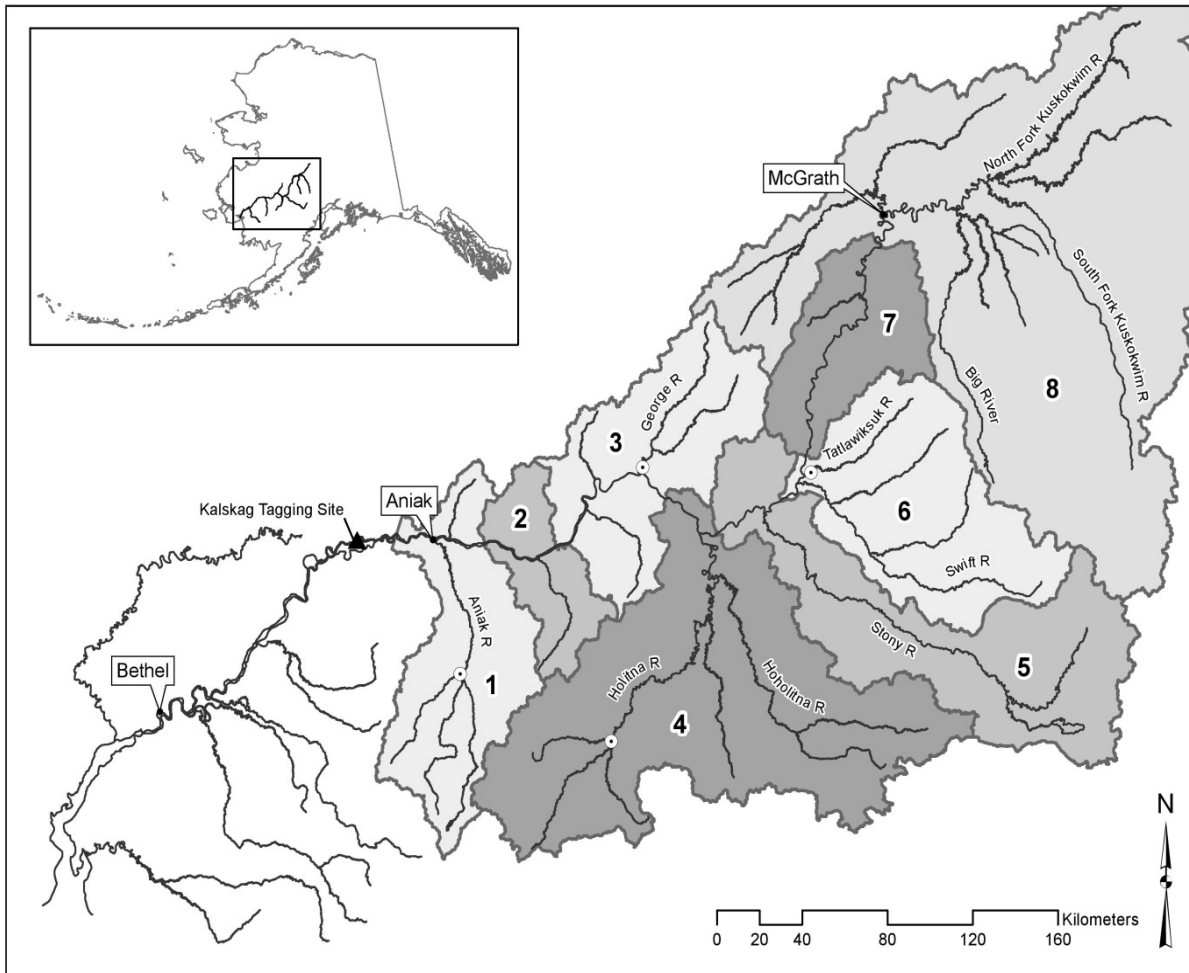 North Fork Kuskokwim R
McGrath
South Fork Kuskokwim R
7
George R
Big River
8
3
Tatlawiksuk R
Kalskag Tagging Site
Aniak
2
6
Swift R
Aniak R
Stony R
Bethel
1
Holitna R
Hoholitna R
5
4
N
Kilometers
0 20 40 80 120 160